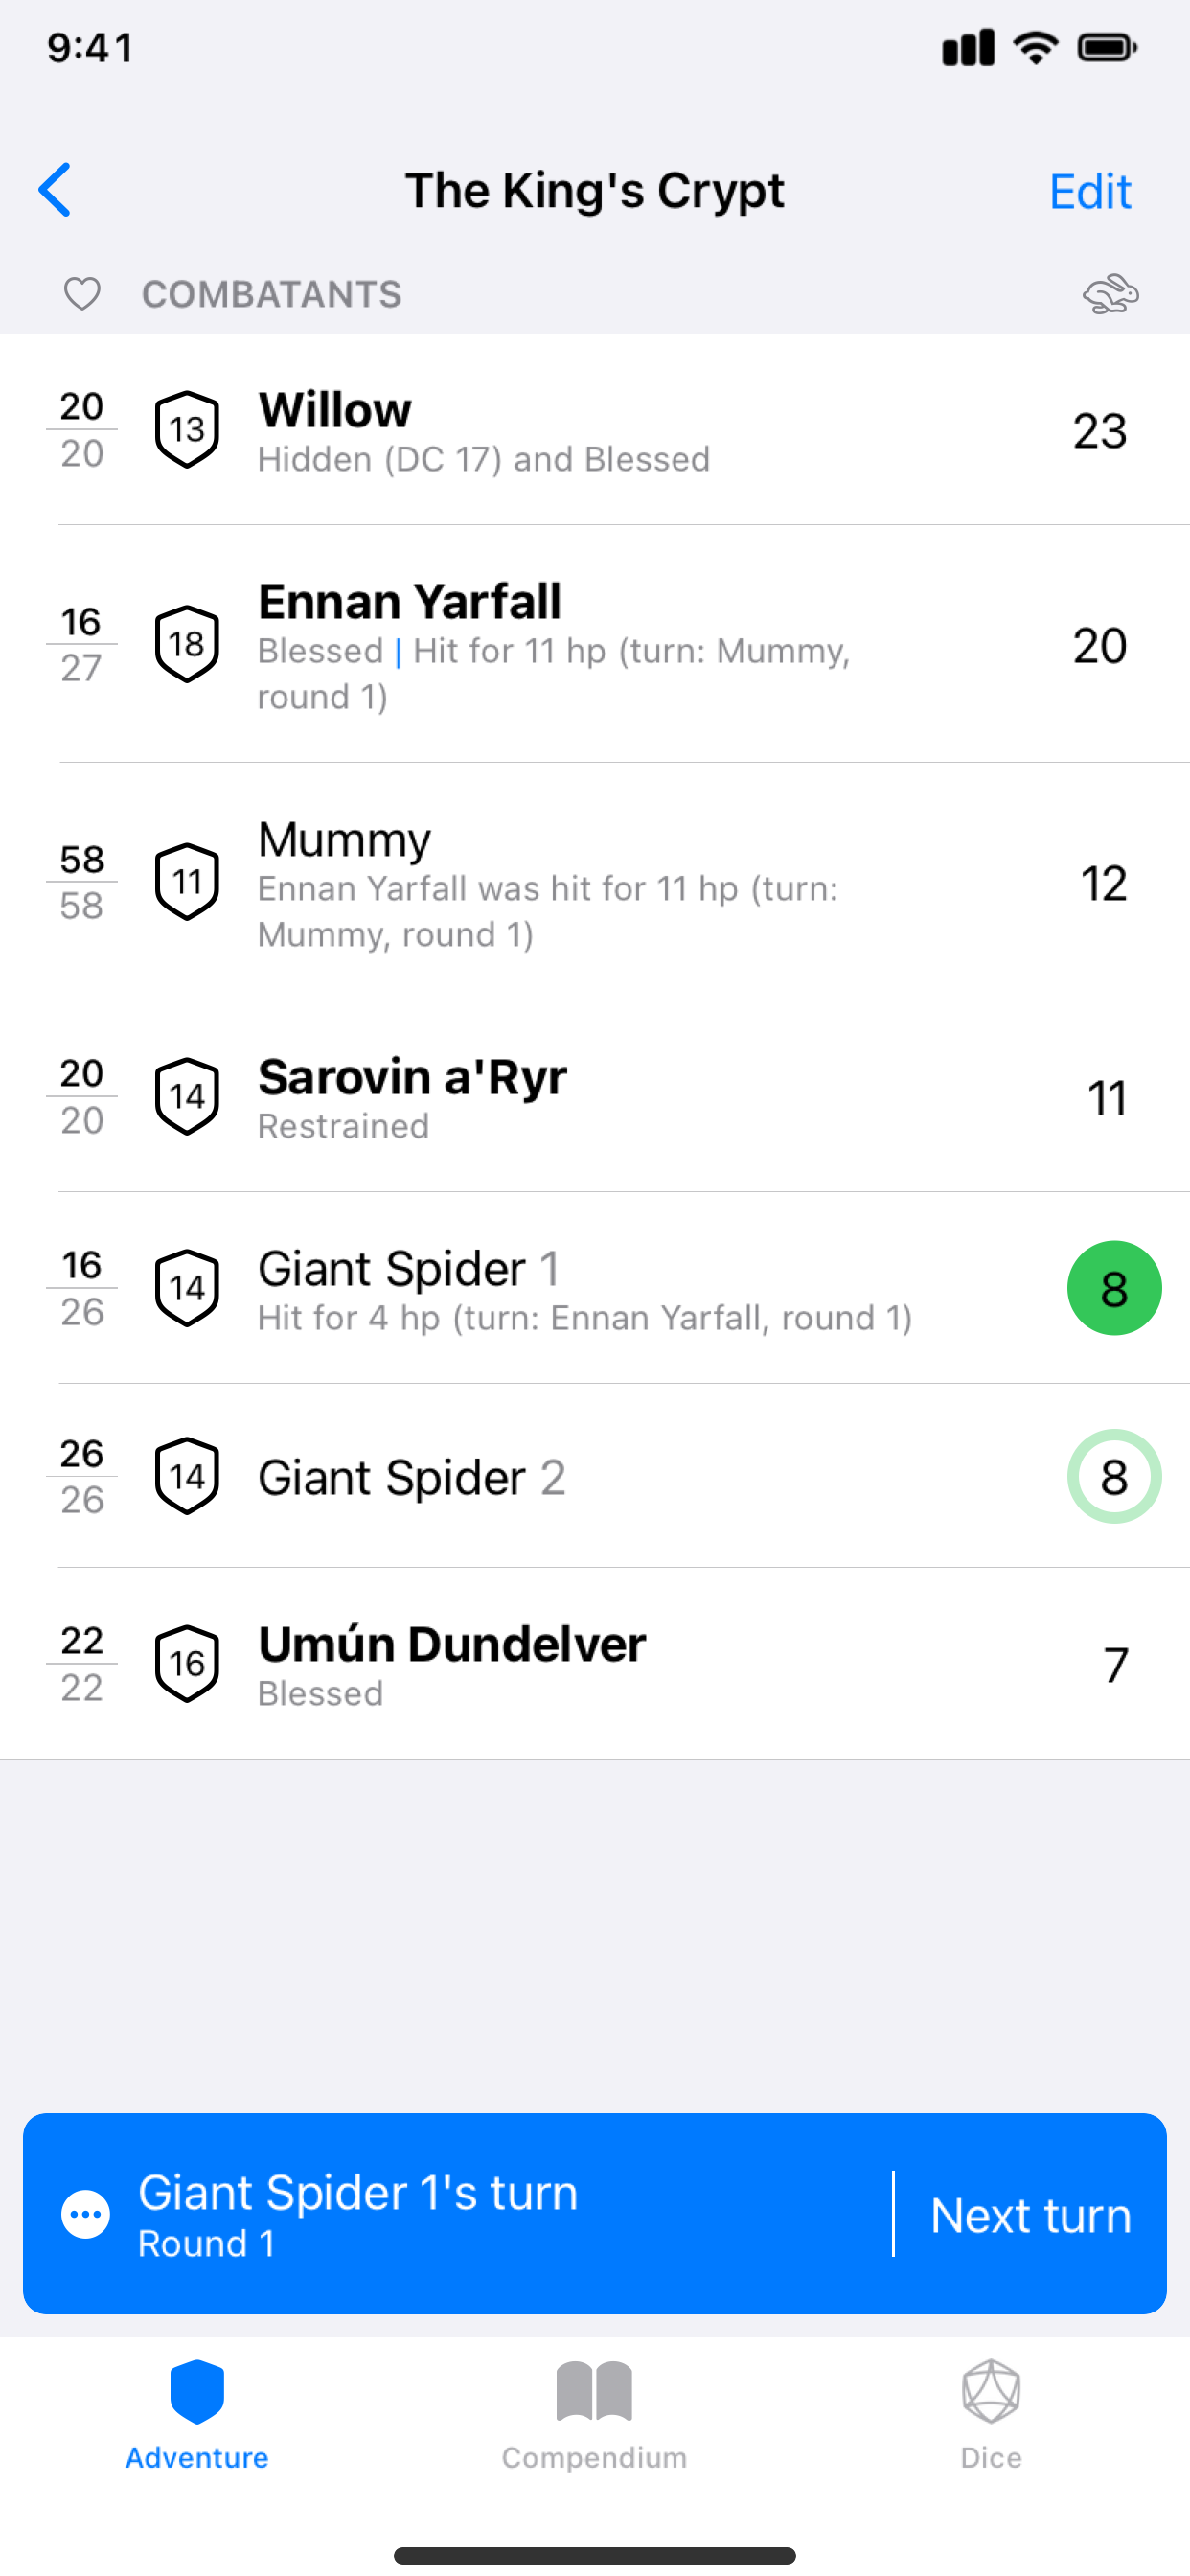 9:41
The King's Crypt
Edit
COMBATANTS
20
20
13
Willow
Hidden (DC 17) and Blessed
23
16
27
18
Ennan Yarfall
Blessed | Hit for 11 hp (turn: Mummy,
round 1)
20
58
58
11
Mummy
Ennan Yarfall was hit for 11 hp (turn:
Mummy, round 1)
12
20
20
14
Sarovin a'Ryr
Restrained
11
16
26
14
Giant Spider 1
Hit for 4 hp (turn: Ennan Yarfall, round 1)
8
26
26
14
Giant Spider 2
8
22
22
16
Umún Dundelver
Blessed
7
Giant Spider 1's turn
Round 1
Next turn
Adventure
Compendium
Dice